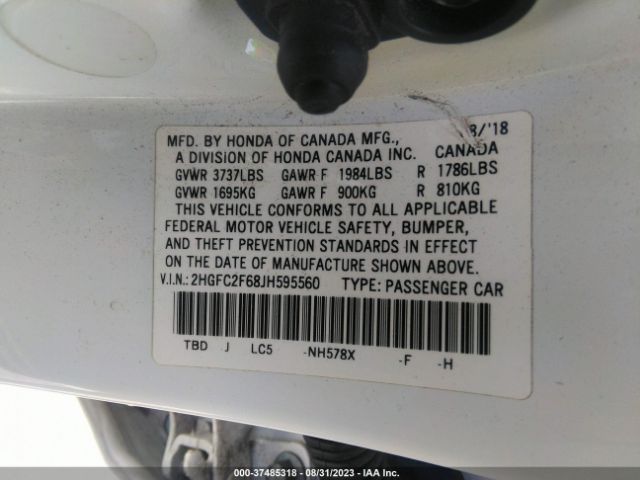 8/'18
MFD. BY HONDA OF CANADA MFG.,
A DIVISION OF HONDA CANADA INC. CANADA
GVWR 3737LBS GAWR F 1984LBS R 1786LBS
GVWR 1695KG GAWR F 900KG R 810KG
THIS VEHICLE CONFORMS TO ALL APPLICABLE
FEDERAL MOTOR VEHICLE SAFETY, BUMPER,
AND THEFT PREVENTION STANDARDS IN EFFECT
ON THE DATE OF MANUFACTURE SHOWN ABOVE.
V.I.N.: 2HGFC2F68JH595560 TYPE: PASSENGER CAR
TBD J LC5 -NH578X -F -H
000-37485318 - 08/31/2023 - IAA Inc.